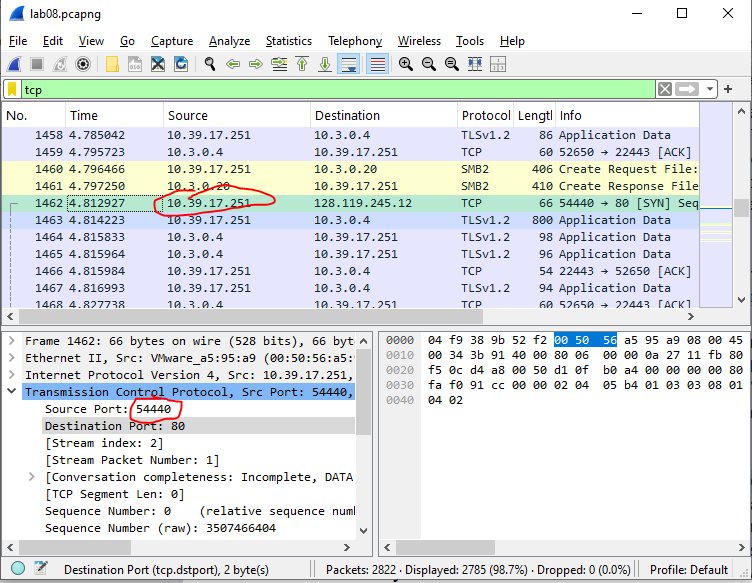 lab08.pcapng
File Edit View Go Capture Analyze Statistics Telephony Wireless Tools Help
tcp
No. Time Source Destination Protocol Lengtl Info
1458 4.785042 10.39.17.251 10.3.0.4 TLSv1.2 86 Application Data
1459 4.795723 10.3.0.4 10.39.17.251 TCP 60 52650 → 22443 [ACK]
1460 4.796466 10.39.17.251 10.3.0.20 SMB2 406 Create Request File:
1461 4.797250 10.3.0.20 10.39.17.251 SMB2 410 Create Response File
1462 4.812927 10.39.17.251 128.119.245.12 TCP 66 54440 → 80 [SYN] Seq
1463 4.814223 10.39.17.251 10.3.0.4 TLSv1.2 800 Application Data
1464 4.815833 10.3.0.4 10.39.17.251 TLSv1.2 98 Application Data
1465 4.815964 10.3.0.4 10.39.17.251 TLSv1.2 96 Application Data
1466 4.815984 10.39.17.251 10.3.0.4 TCP 54 22443 → 52650 [ACK]
1467 4.816993 10.39.17.251 10.3.0.4 TLSv1.2 94 Application Data
1468 4.827738 10.3.0.4 10.39.17.251 TCP 60 52650 → 22443 [ACK]
Frame 1462: 66 bytes on wire (528 bits), 66 byt
Ethernet II, Src: VMware_a5:95:a9 (00:50:56:a5:
Internet Protocol Version 4, Src: 10.39.17.251,
Transmission Control Protocol, Src Port: 54440,
Source Port: 54440
Destination Port: 80
[Stream index: 2]
[Stream Packet Number: 1]
[Conversation completeness: Incomplete, DATA
[TCP Segment Len: 0]
Sequence Number: 0 (relative sequence num
Sequence Number (raw): 3507466404
0000 04 f9 38 9b 52 f2 00 50 56 a5 95 a9 08 00 45
0010 00 34 3b 91 40 00 80 06 00 00 0a 27 11 fb 80
0020 f5 0c d4 a8 00 50 d1 0f b0 a4 00 00 00 00 80
0030 fa f0 91 cc 00 00 02 04 05 b4 01 03 03 08 01
0040 04 02
Destination Port (tcp.dstport), 2 byte(s)
Packets: 2822 · Displayed: 2785 (98.7%) · Dropped: 0 (0.0%)
Profile: Default